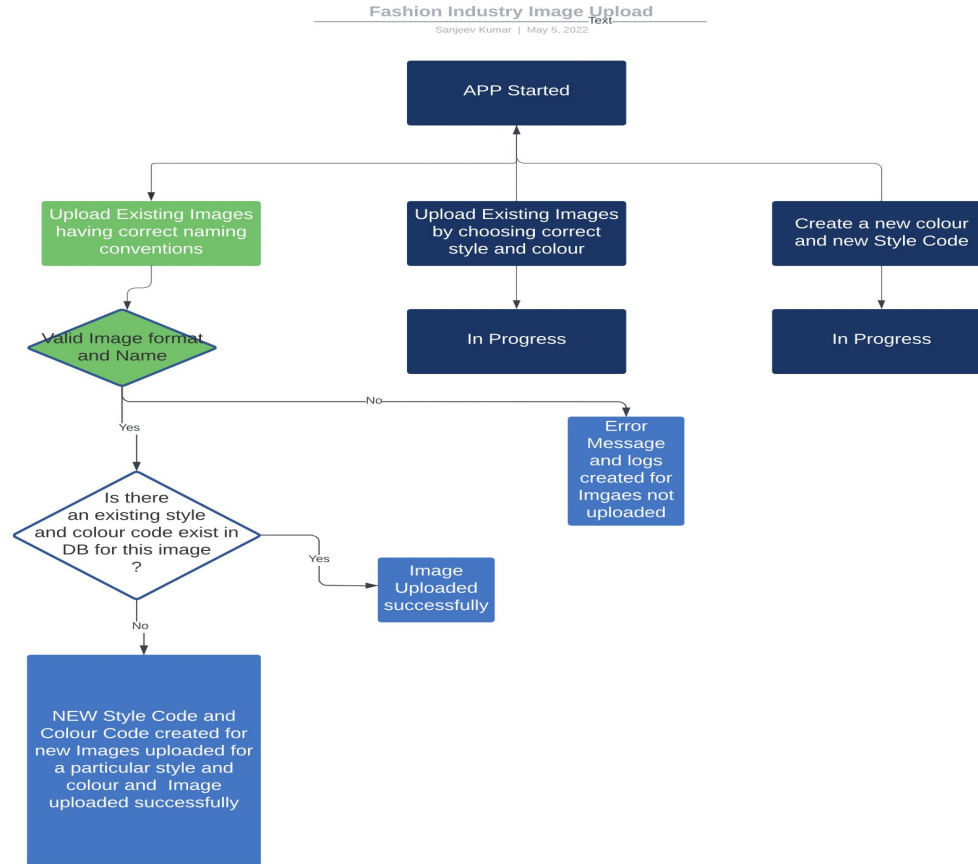 Fashion Industry Image Upload
Text
Sanjeev Kumar | May 5, 2022
APP Started
Upload Existing Images
having correct naming
conventions
Upload Existing Images
by choosing correct
style and colour
Create a new colour
and new Style Code
Valid Image format
and Name
In Progress
In Progress
No
Yes
Error
Message
and logs
created for
Imgaes not
uploaded
Is there
an existing style
and colour code exist in
DB for this image
?
Yes
Image
Uploaded
successfully
No
NEW Style Code and
Colour Code created for
new Images uploaded for
a particular style and
colour and Image
uploaded successfully